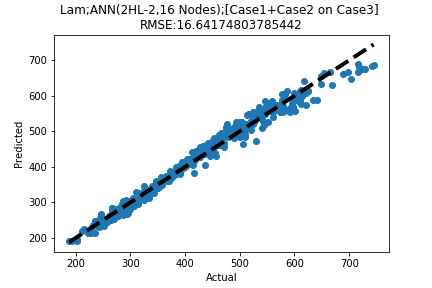 Lam;ANN(2HL-2,16 Nodes);[Case1+Case2 on Case3]
RMSE:16.64174803785442
700
600
500
400
300
200
Predicted
200 300 400 500 600 700
Actual